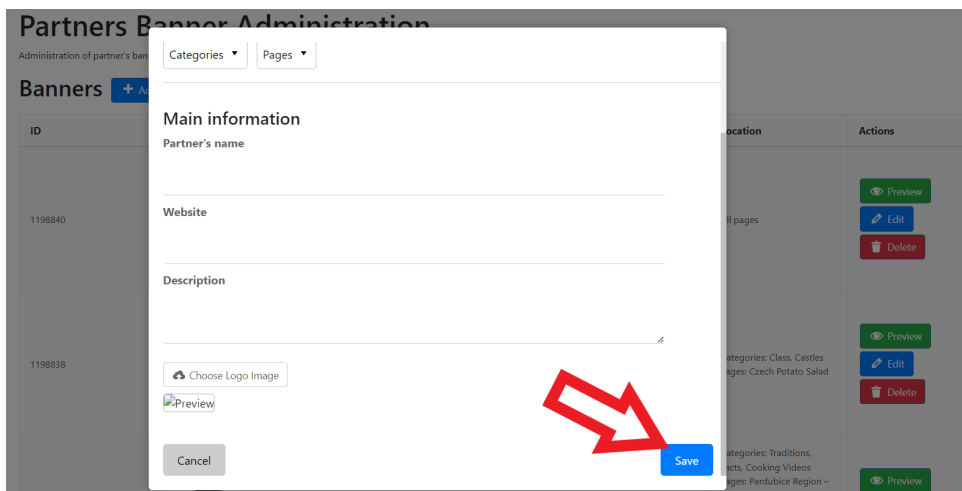 Partners Banner Administration
Administration of partner's ban
Banners
ID
ocation
Actions
Categories
Pages
Main information
Partner's name
Website
Description
Choose Logo Image
Preview
Cancel
Save
1198840
ll pages
Preview
Edit
Delete
1198838
ategories: Class, Castles
ages: Czech Potato Salad
Preview
Edit
Delete
ategories: Traditions,
acts, Cooking Videos
ages: Pardubice Region –
Preview